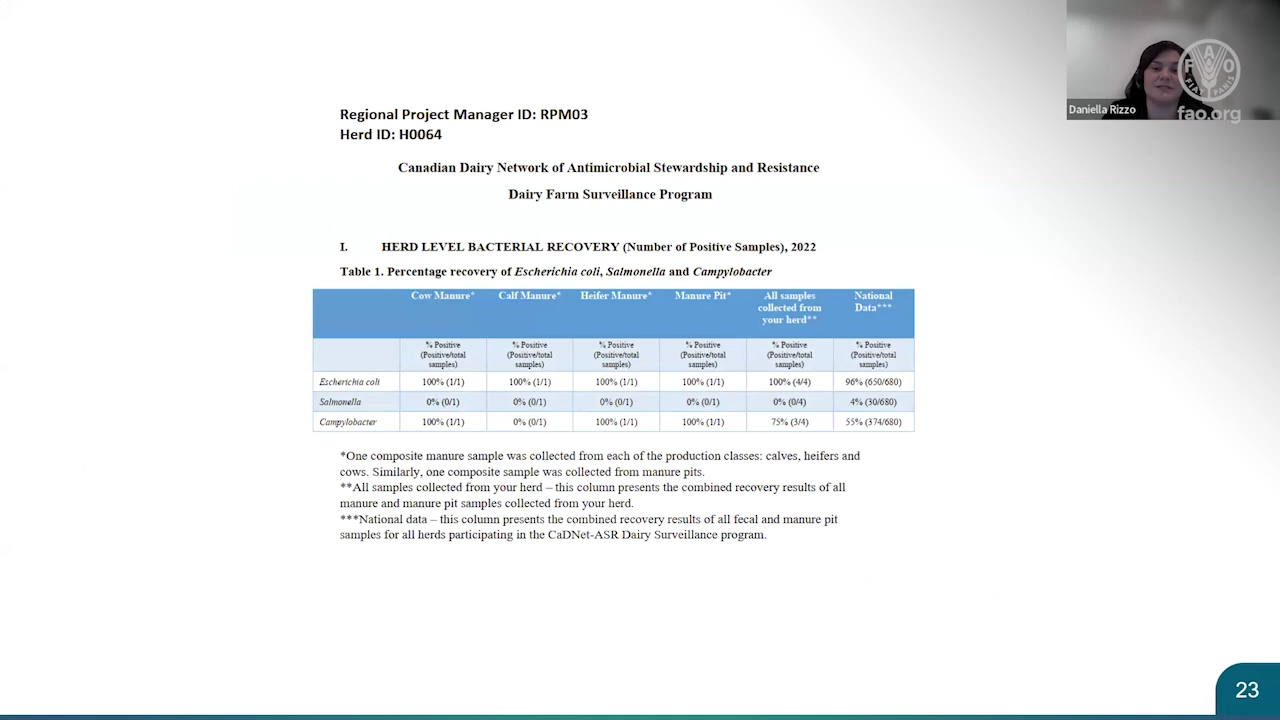 Daniella Rizzo
F A O
FIAT PANIS
fao.org
Regional Project Manager ID: RPM03
Herd ID: H0064
Canadian Dairy Network of Antimicrobial Stewardship and Resistance
Dairy Farm Surveillance Program
I. HERD LEVEL BACTERIAL RECOVERY (Number of Positive Samples), 2022
Table 1. Percentage recovery of Escherichia coli, Salmonella and Campylobacter
Cow Manure* Calf Manure* Heifer Manure* Manure Pit* All samples National
collected from Data***
your herd**
% Positive % Positive % Positive % Positive % Positive % Positive
(Positive/total (Positive/total (Positive/total (Positive/total (Positive/total (Positive/total
samples) samples) samples) samples) samples) samples)
Escherichia coli 100% (1/1) 100% (1/1) 100% (1/1) 100% (1/1) 100% (4/4) 96% (650/680)
Salmonella 0% (0/1) 0% (0/1) 0% (0/1) 0% (0/1) 0% (0/4) 4% (30/680)
Campylobacter 100% (1/1) 0% (0/1) 100% (1/1) 100% (1/1) 75% (3/4) 55% (374/680)
*One composite manure sample was collected from each of the production classes: calves, heifers and
cows. Similarly, one composite sample was collected from manure pits.
**All samples collected from your herd – this column presents the combined recovery results of all
manure and manure pit samples collected from your herd.
***National data – this column presents the combined recovery results of all fecal and manure pit
samples for all herds participating in the CaDNet-ASR Dairy Surveillance program.
23